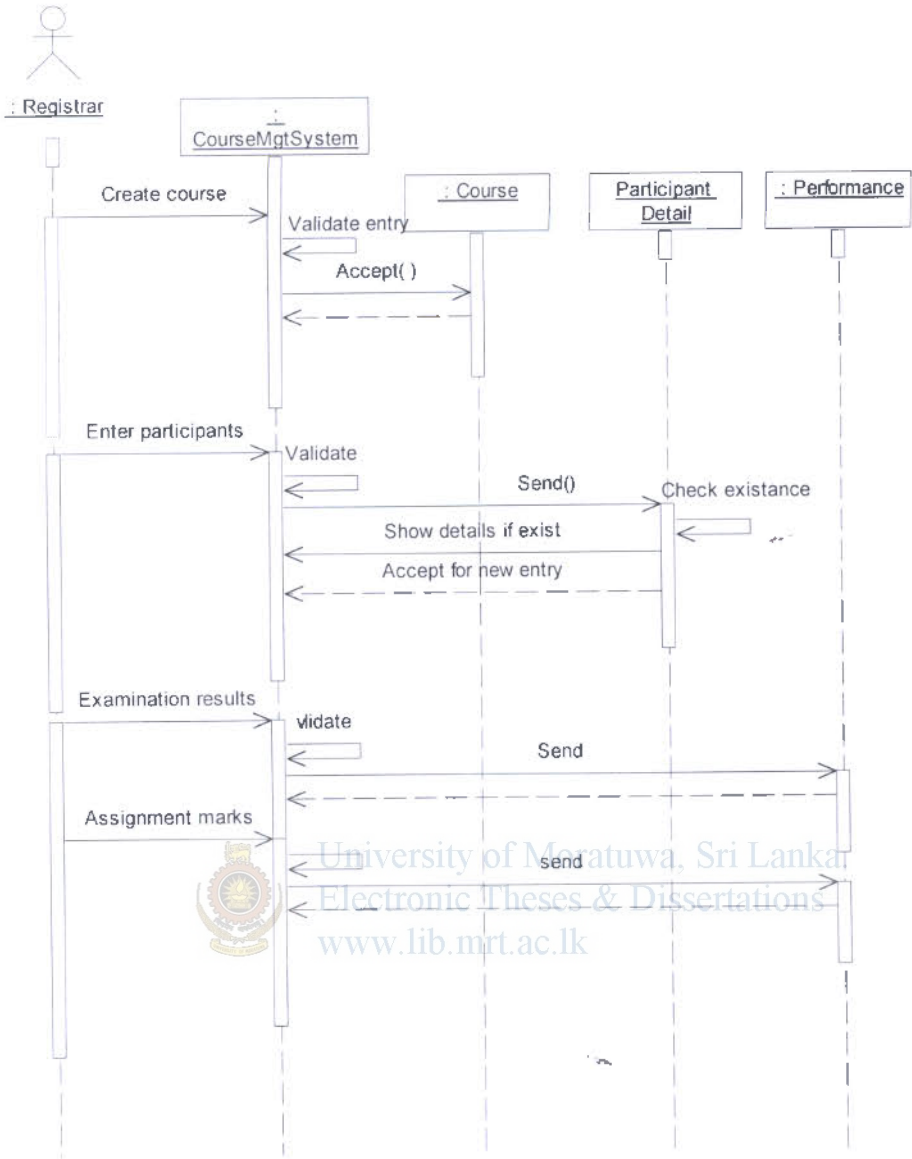 : Registrar
:
CourseMgtSystem
: Course
Participant
Detail
: Performance
Create course
Validate entry
Accept( )
Enter participants
Validate
Send()
Check existance
Show details if exist
Accept for new entry
Examination results
vlidate
Send
Assignment marks
send
University of Moratuwa, Sri Lanka.
Electronic Theses & Dissertations
www.lib.mrt.ac.lk